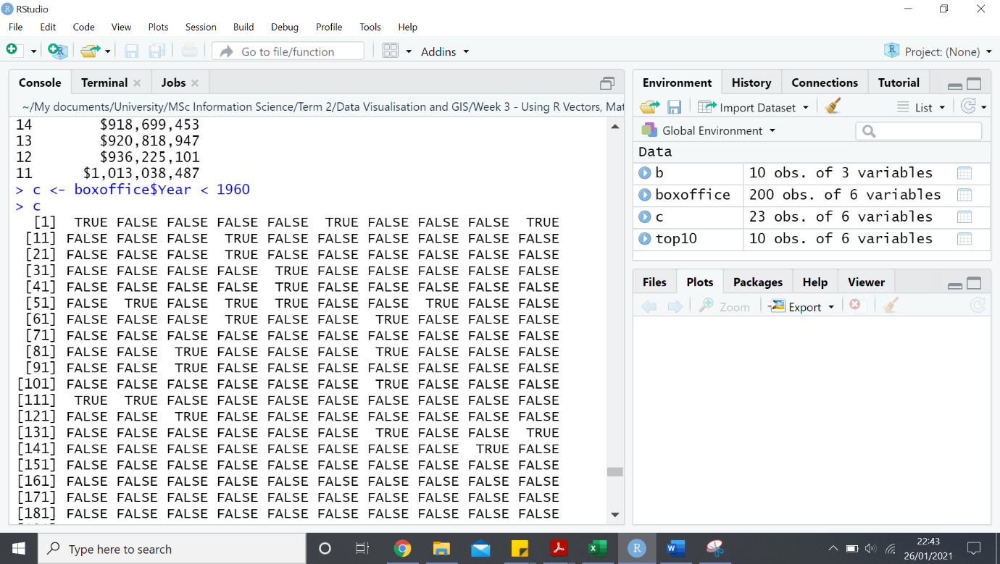 RStudio
File Edit Code View Plots Session Build Debug Profile Tools Help
Go to file/function Addins Project: (None)
Console Terminal Jobs
~/My documents/University/MSc Information Science/Term 2/Data Visualisation and GIS/Week 3 - Using R Vectors, Mat
14 $918,699,453
13 $920,818,947
12 $936,225,101
11 $1,013,038,487
> c <- boxoffice$Year < 1960
> c
[1] TRUE FALSE FALSE FALSE FALSE TRUE FALSE FALSE FALSE TRUE
[11] FALSE FALSE FALSE TRUE FALSE FALSE FALSE FALSE FALSE FALSE
[21] FALSE FALSE FALSE TRUE FALSE FALSE FALSE FALSE FALSE FALSE
[31] FALSE FALSE FALSE FALSE TRUE FALSE FALSE FALSE FALSE FALSE
[41] FALSE FALSE FALSE FALSE TRUE FALSE FALSE FALSE FALSE FALSE
[51] FALSE TRUE FALSE TRUE TRUE FALSE FALSE TRUE FALSE FALSE
[61] FALSE FALSE FALSE TRUE FALSE FALSE TRUE FALSE FALSE FALSE
[71] FALSE FALSE FALSE FALSE FALSE FALSE FALSE FALSE FALSE FALSE
[81] FALSE FALSE TRUE FALSE FALSE FALSE TRUE FALSE FALSE FALSE
[91] FALSE FALSE TRUE FALSE FALSE FALSE FALSE FALSE FALSE FALSE
[101] FALSE FALSE FALSE FALSE FALSE FALSE TRUE FALSE FALSE FALSE
[111] TRUE TRUE FALSE FALSE FALSE FALSE FALSE FALSE FALSE FALSE
[121] FALSE FALSE TRUE FALSE FALSE FALSE FALSE FALSE FALSE FALSE
[131] FALSE FALSE FALSE FALSE FALSE FALSE TRUE FALSE FALSE TRUE
[141] FALSE FALSE FALSE FALSE FALSE FALSE FALSE FALSE TRUE FALSE
[151] FALSE FALSE FALSE FALSE FALSE FALSE FALSE FALSE FALSE FALSE
[161] FALSE FALSE FALSE FALSE FALSE FALSE FALSE FALSE FALSE FALSE
[171] FALSE FALSE FALSE FALSE FALSE FALSE FALSE FALSE FALSE FALSE
[181] FALSE FALSE FALSE FALSE FALSE FALSE FALSE FALSE FALSE FALSE
Environment History Connections Tutorial
Import Dataset List
Global Environment
Data
b 10 obs. of 3 variables
boxoffice 200 obs. of 6 variables
c 23 obs. of 6 variables
top10 10 obs. of 6 variables
Files Plots Packages Help Viewer
Zoom Export
Type here to search
22:43
26/01/2021